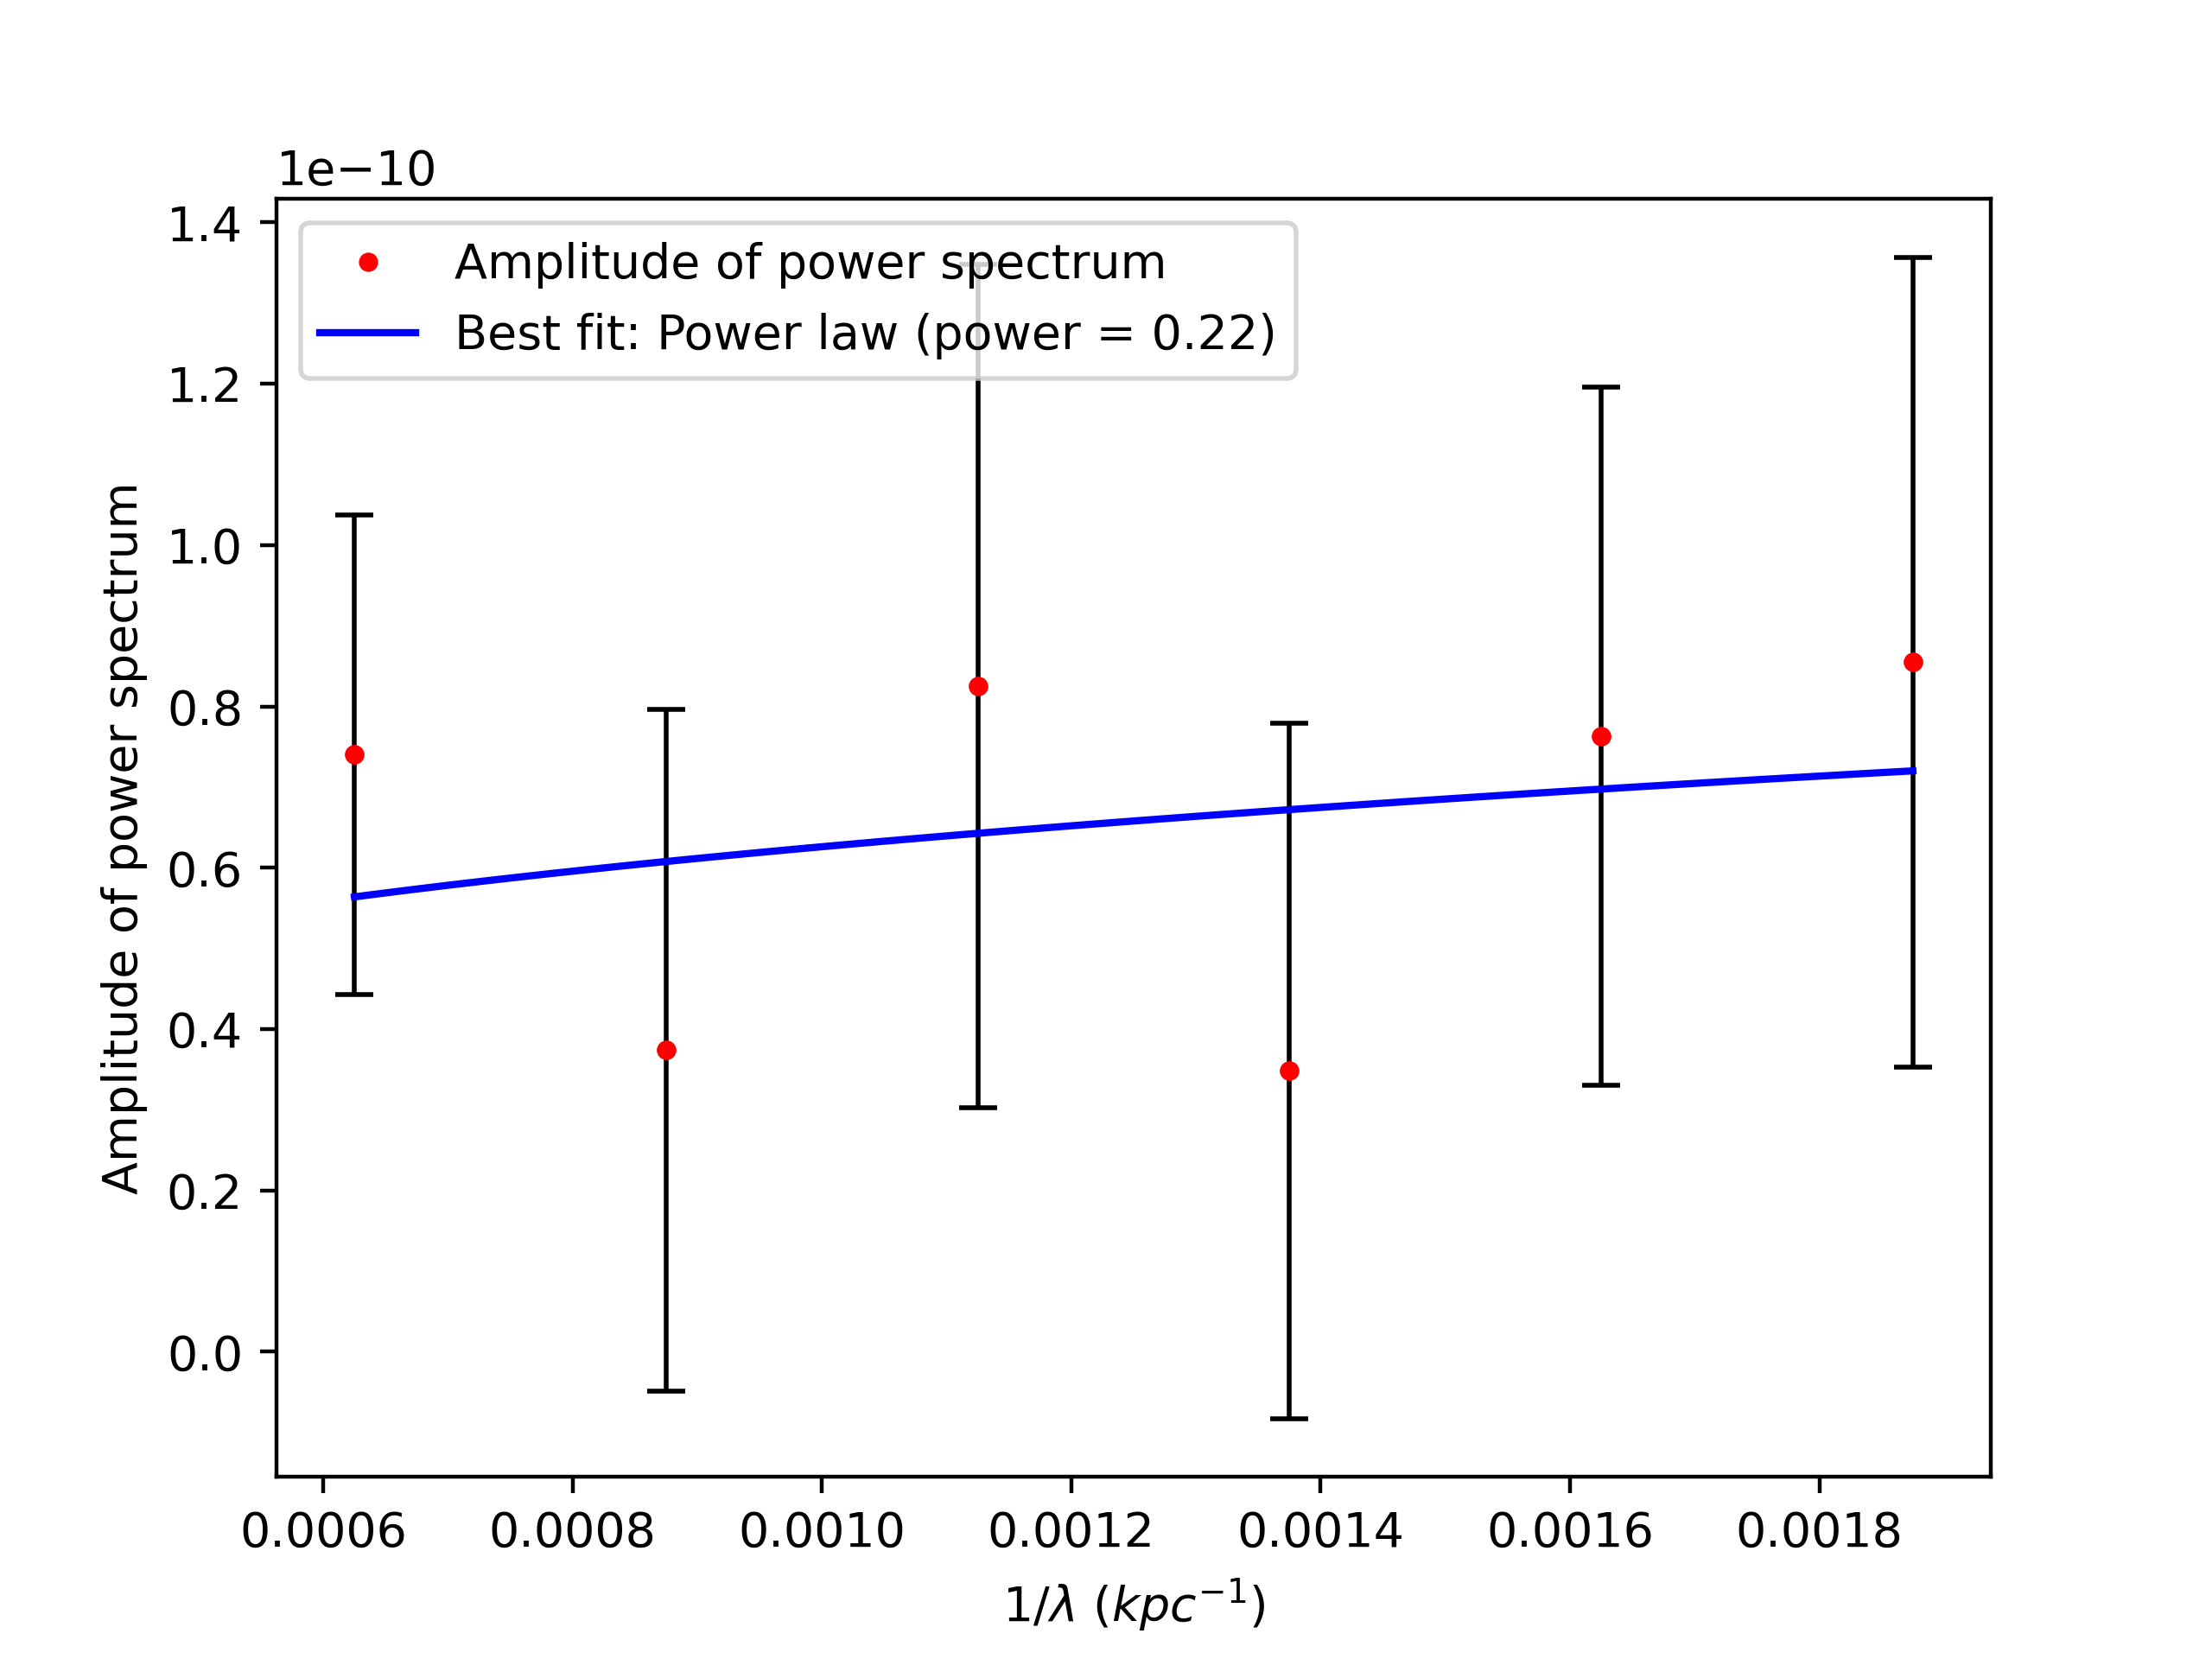 1e−10
1.4
1.2
1.0
0.8
0.6
0.4
0.2
0.0
Amplitude of power spectrum
Amplitude of power spectrum
Best fit: Power law (power = 0.22)
0.0006 0.0008 0.0010 0.0012 0.0014 0.0016 0.0018
1/λ (kpc⁻¹)